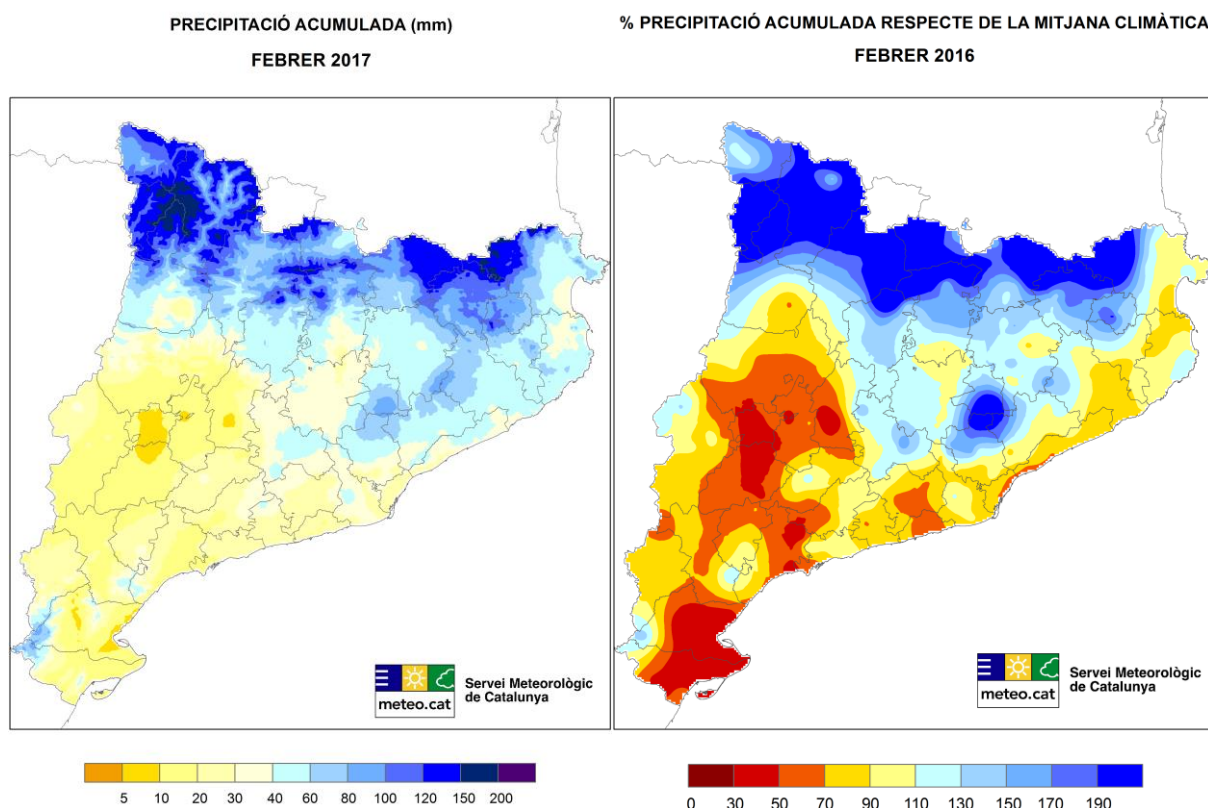 PRECIPITACIÓ ACUMULADA (mm)
FEBRER 2017
% PRECIPITACIÓ ACUMULADA RESPECTE DE LA MITJANA CLIMÀTICA
FEBRER 2016
meteo.cat
Servei Meteorològic
de Catalunya
meteo.cat
Servei Meteorològic
de Catalunya
5 10 20 30 40 60 80 100 120 150 200
0 30 50 70 90 110 130 150 170 190